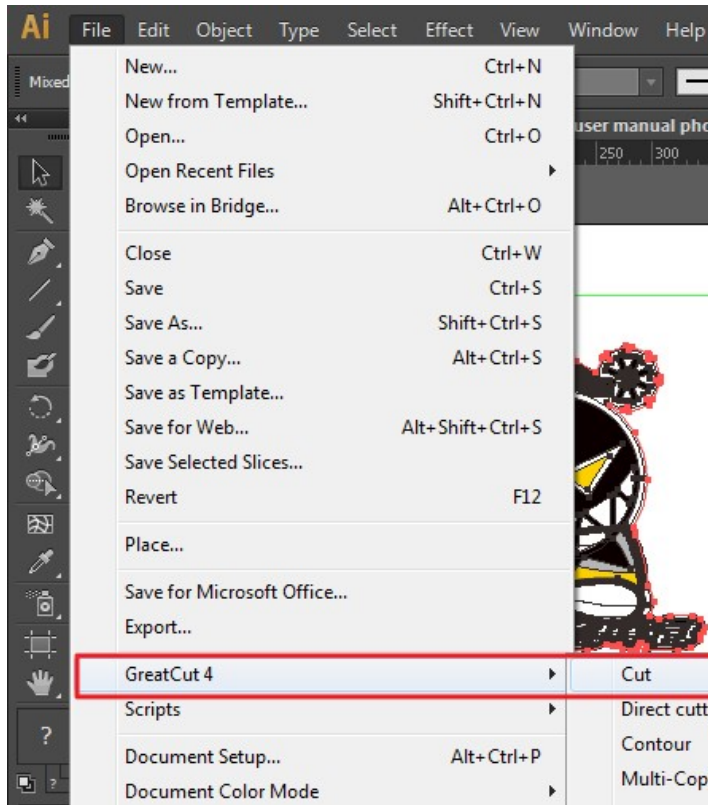 Ai File Edit Object Type Select Effect View Window Help
Mixed
New... Ctrl+N
New from Template... Shift+Ctrl+N
user manual pho
Open... Ctrl+O
250 300
Open Recent Files
Browse in Bridge... Alt+Ctrl+O
Close Ctrl+W
Save Ctrl+S
Save As... Shift+Ctrl+S
Save a Copy... Alt+Ctrl+S
Save as Template...
Save for Web... Alt+Shift+Ctrl+S
Save Selected Slices...
Revert F12
Place...
Save for Microsoft Office...
Export...
GreatCut 4 Cut
Scripts Direct cutt
? Contour
Document Setup... Alt+Ctrl+P
Multi-Cop
? Document Color Mode